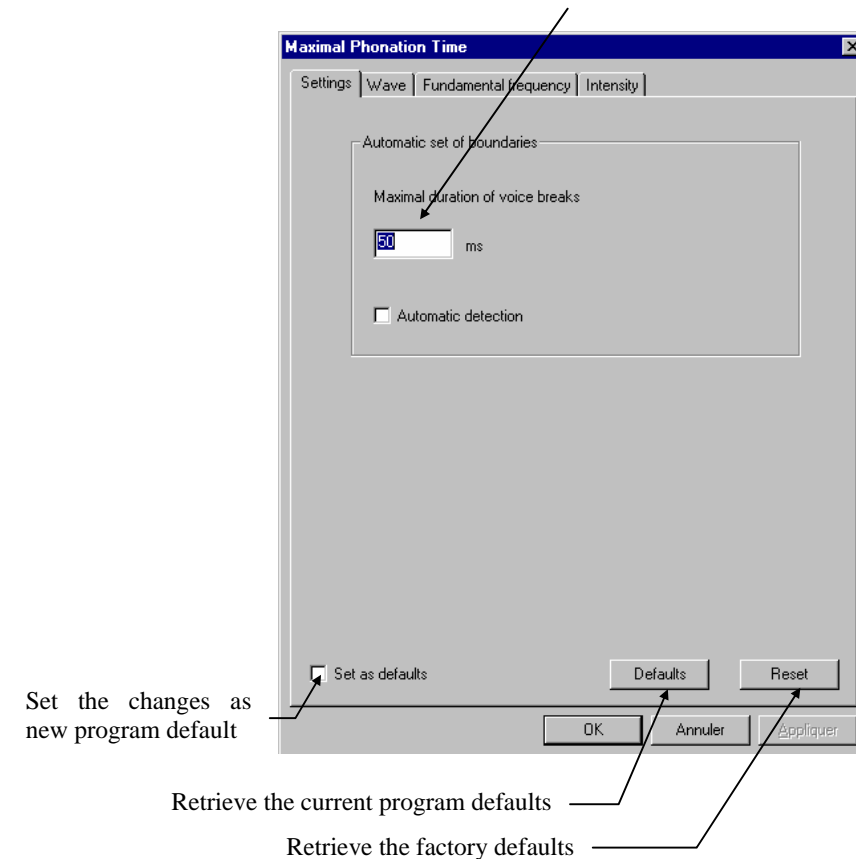 Maximal Phonation Time
Settings Wave Fundamental frequency Intensity
Automatic set of boundaries
Maximal duration of voice breaks
50 ms
Automatic detection
Set as defaults Defaults Reset
Set the changes as
new program default
OK Annuler Appliquer
Retrieve the current program defaults
Retrieve the factory defaults